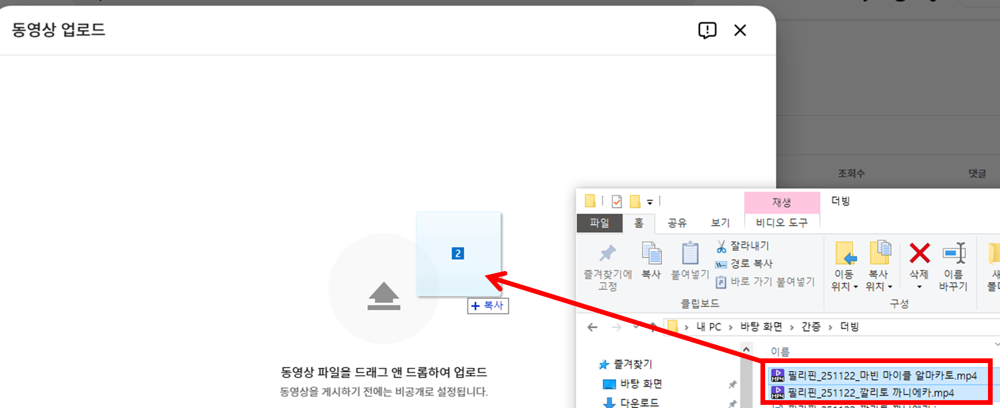 동영상 업로드
조회수
댓글
2
+ 복사
동영상 파일을 드래그 앤 드롭하여 업로드
동영상을 게시하기 전에는 비공개로 설정됩니다.
재생
더빙
파일
홈
공유
보기
비디오 도구
즐겨찾기에
고정
복사
붙여넣기
잘라내기
경로 복사
바로 가기 붙여넣기
클립보드
이동
위치
복사
위치
삭제
이름
바꾸기
구성
새
내 PC > 바탕 화면 > 간증 > 더빙
이름
즐겨찾기
바탕 화면
다운로드
필리핀_251122_마빈 마이클 알마카토.mp4
필리핀_251122_깔리토 까니에카.mp4